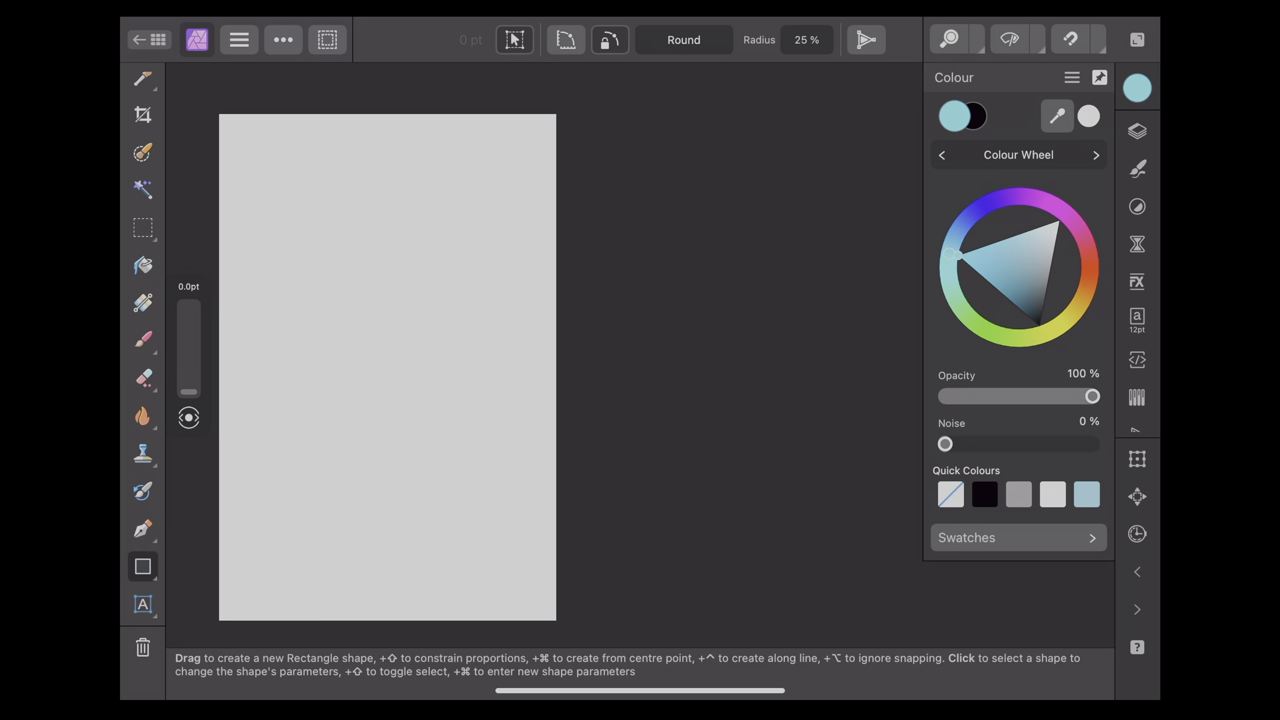 0 pt
Round
Radius
25 %
Colour
Colour Wheel
0.0pt
a
12pt
Opacity
100 %
Noise
0 %
Quick Colours
Swatches
A
?
Drag to create a new Rectangle shape, +⇧ to constrain proportions, +⌘ to create from centre point, +⌃ to create along line, +⌥ to ignore snapping. Click to select a shape to
change the shape's parameters, +⇧ to toggle select, +⌘ to enter new shape parameters